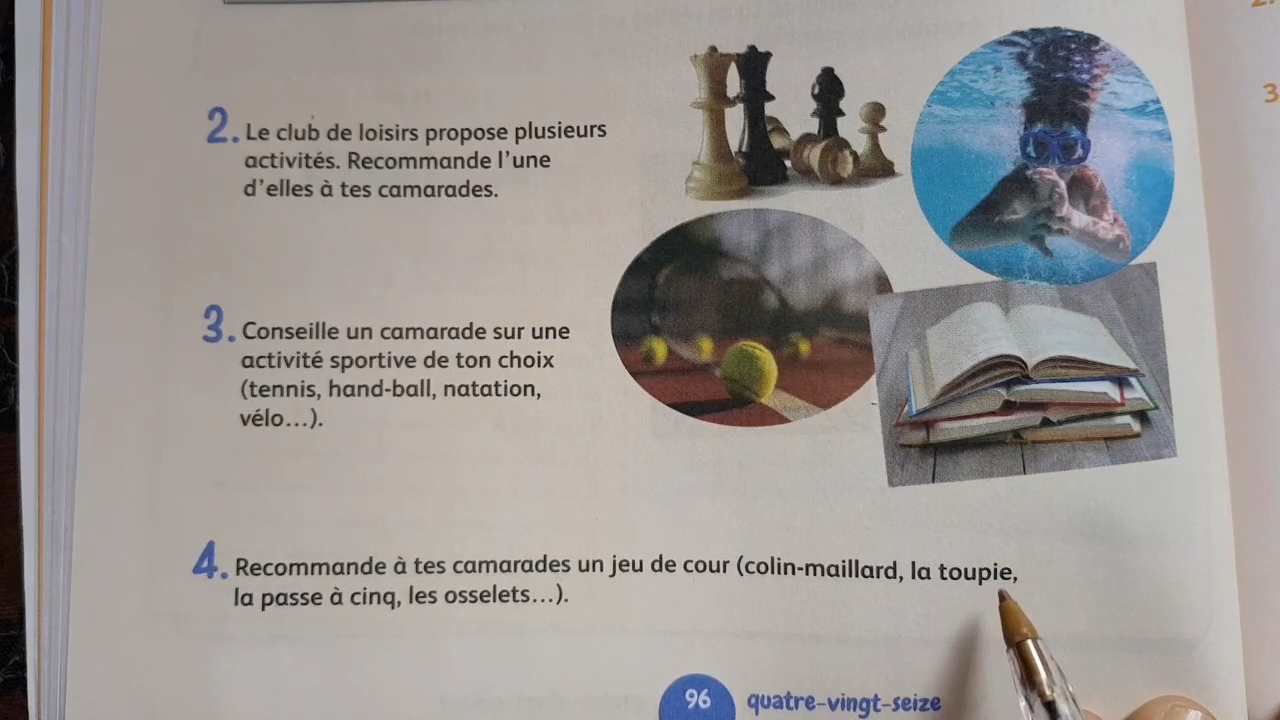 2. Le club de loisirs propose plusieurs
activités. Recommande l'une
d'elles à tes camarades.
3. Conseille un camarade sur une
activité sportive de ton choix
(tennis, hand-ball, natation,
vélo...).
4. Recommande à tes camarades un jeu de cour (colin-maillard, la toupie,
la passe à cinq, les osselets...).
96 quatre-vingt-seize
3